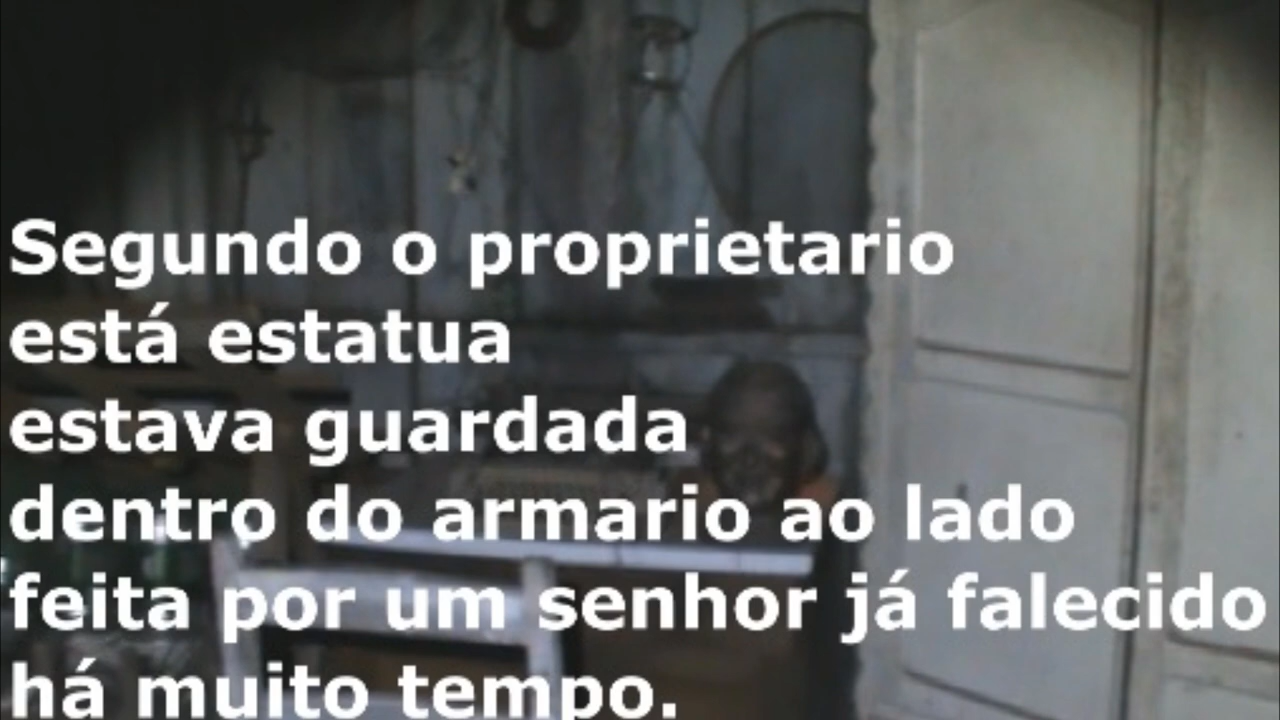 Segundo o proprietario
está estatua
estava guardada
dentro do armario ao lado
feita por um senhor já falecido
há muito tempo.